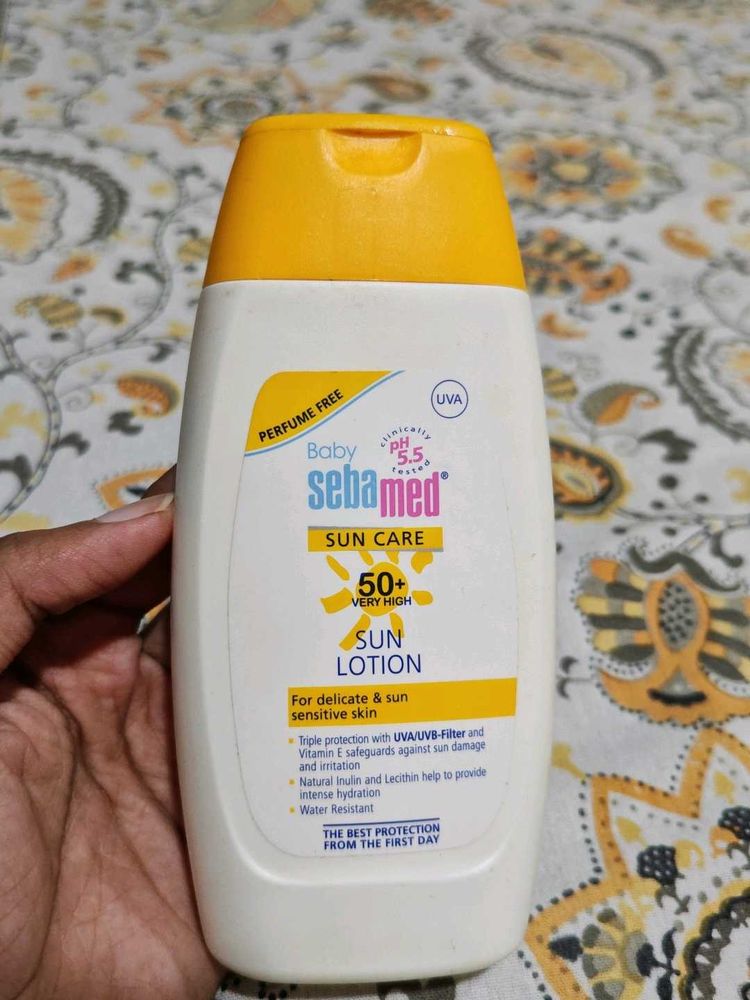 PERFUME FREE
UVA
Baby
clinically
pH
5.5
tested
sebamed®
SUN CARE
50+
VERY HIGH
SUN
LOTION
For delicate & sun
sensitive skin
Triple protection with UVA/UVB-Filter and
Vitamin E safeguards against sun damage
and irritation
Natural Inulin and Lecithin help to provide
intense hydration
Water Resistant
THE BEST PROTECTION
FROM THE FIRST DAY